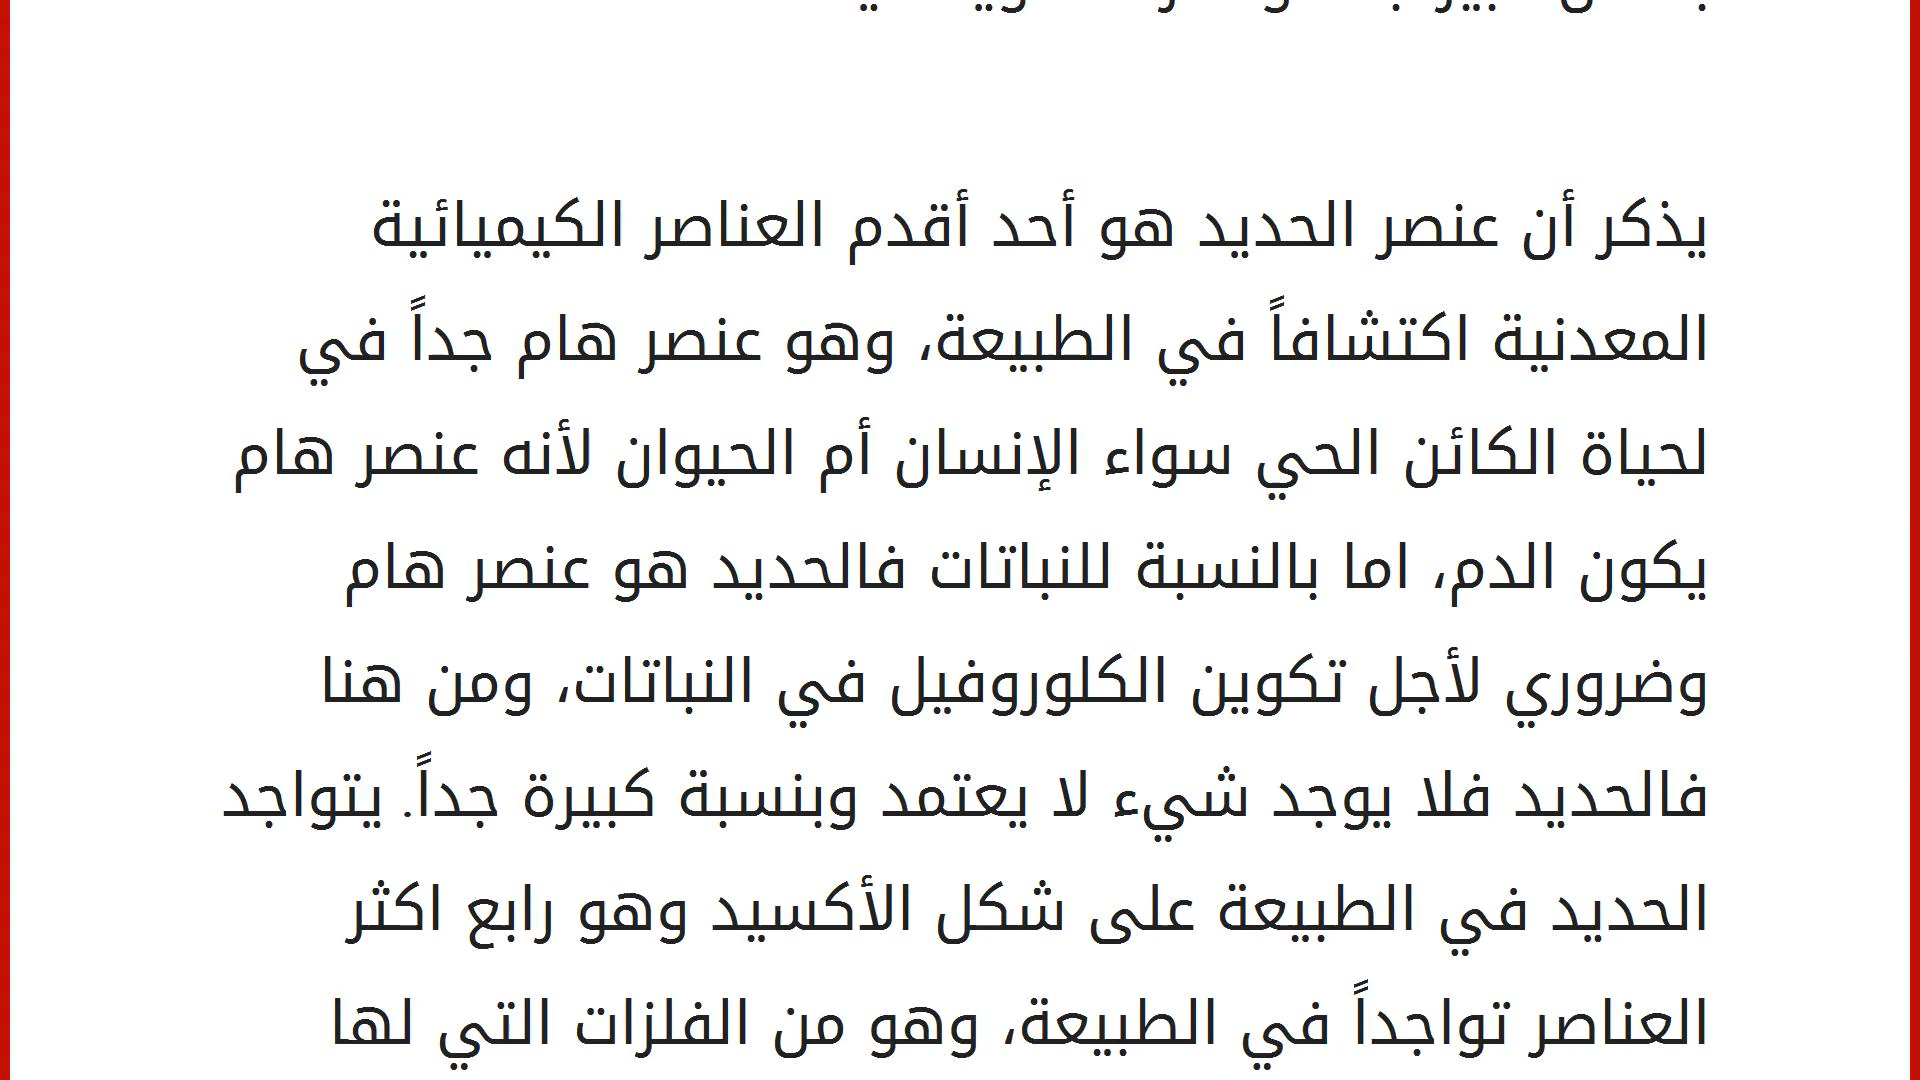 يذكر أن عنصر الحديد هو أحد أقدم العناصر الكيميائية
المعدنية اكتشافاً في الطبيعة، وهو عنصر هام جداً في
لحياة الكائن الحي سواء الإنسان أم الحيوان لأنه عنصر هام
يكون الدم، اما بالنسبة للنباتات فالحديد هو عنصر هام
وضروري لأجل تكوين الكلوروفيل في النباتات، ومن هنا
فالحديد فلا يوجد شيء لا يعتمد وبنسبة كبيرة جداً. يتواجد
الحديد في الطبيعة على شكل الأكسيد وهو رابع اكثر
العناصر تواجداً في الطبيعة، وهو من الفلزات التي لها